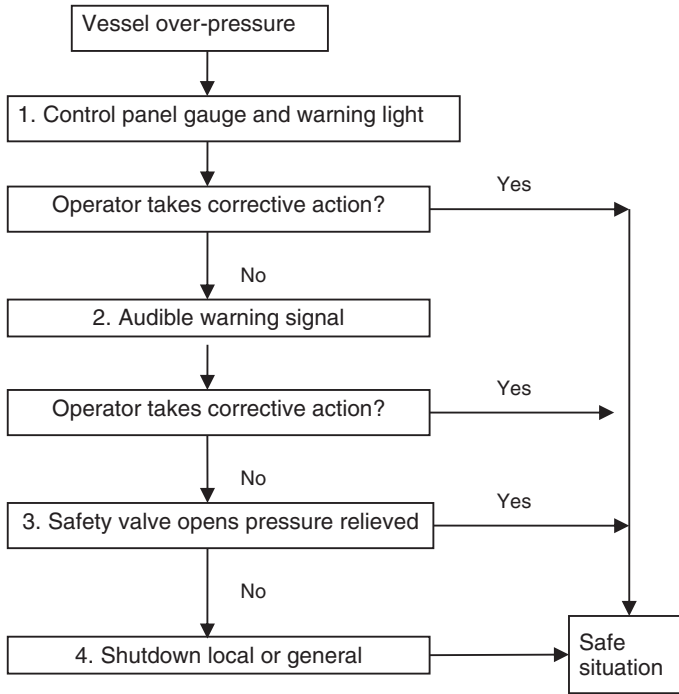 Vessel over-pressure
1. Control panel gauge and warning light
Operator takes corrective action?
Yes
No
2. Audible warning signal
Operator takes corrective action?
Yes
No
3. Safety valve opens pressure relieved
Yes
No
4. Shutdown local or general
Safe
situation